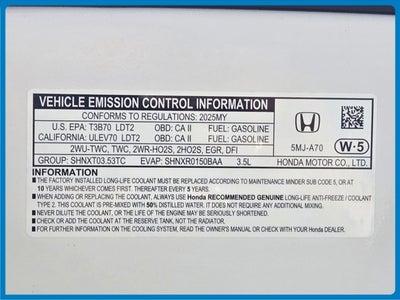 VEHICLE EMISSION CONTROL INFORMATION
CONFORMS TO REGULATIONS: 2025MY
U.S. EPA: T3B70 LDT2 OBD: CA II FUEL: GASOLINE
CALIFORNIA: ULEV70 LDT2 OBD: CA II FUEL: GASOLINE
2WU-TWC, TWC, 2WR-HO2S, 2HO2S, EGR, DFI
GROUP: SHNXT03.53TC EVAP: SHNXR0150BAA 3.5L
5MJ-A70 W·5
HONDA MOTOR CO., LTD.
INFORMATION
■ THE FACTORY INSTALLED LONG-LIFE COOLANT MUST BE REPLACED ACCORDING TO MAINTENANCE MINDER SUB CODE 5, OR AT
10 YEARS WHICHEVER COMES FIRST. THEREAFTER EVERY 5 YEARS.
■ WHEN ADDING OR REPLACING THE COOLANT, ALWAYS USE Honda RECOMMENDED GENUINE LONG-LIFE ANTI-FREEZE / COOLANT
TYPE 2. THIS COOLANT IS PRE-MIXED WITH 50% DISTILLED WATER. IT DOES NOT REQUIRE ADDITIONAL MIXING.
■ NEVER DILUTE THE COOLANT, OR THE LIFE OF THE ENGINE MAY BE SERIOUSLY SHORTENED.
■ CHECK OR ADD THE COOLANT AT THE RESERVE TANK, NOT THE RADIATOR.
■ FOR FURTHER INFORMATION ON THE COOLING SYSTEM, READ THE OWNER'S MANUAL OR ASK YOUR Honda DEALER.